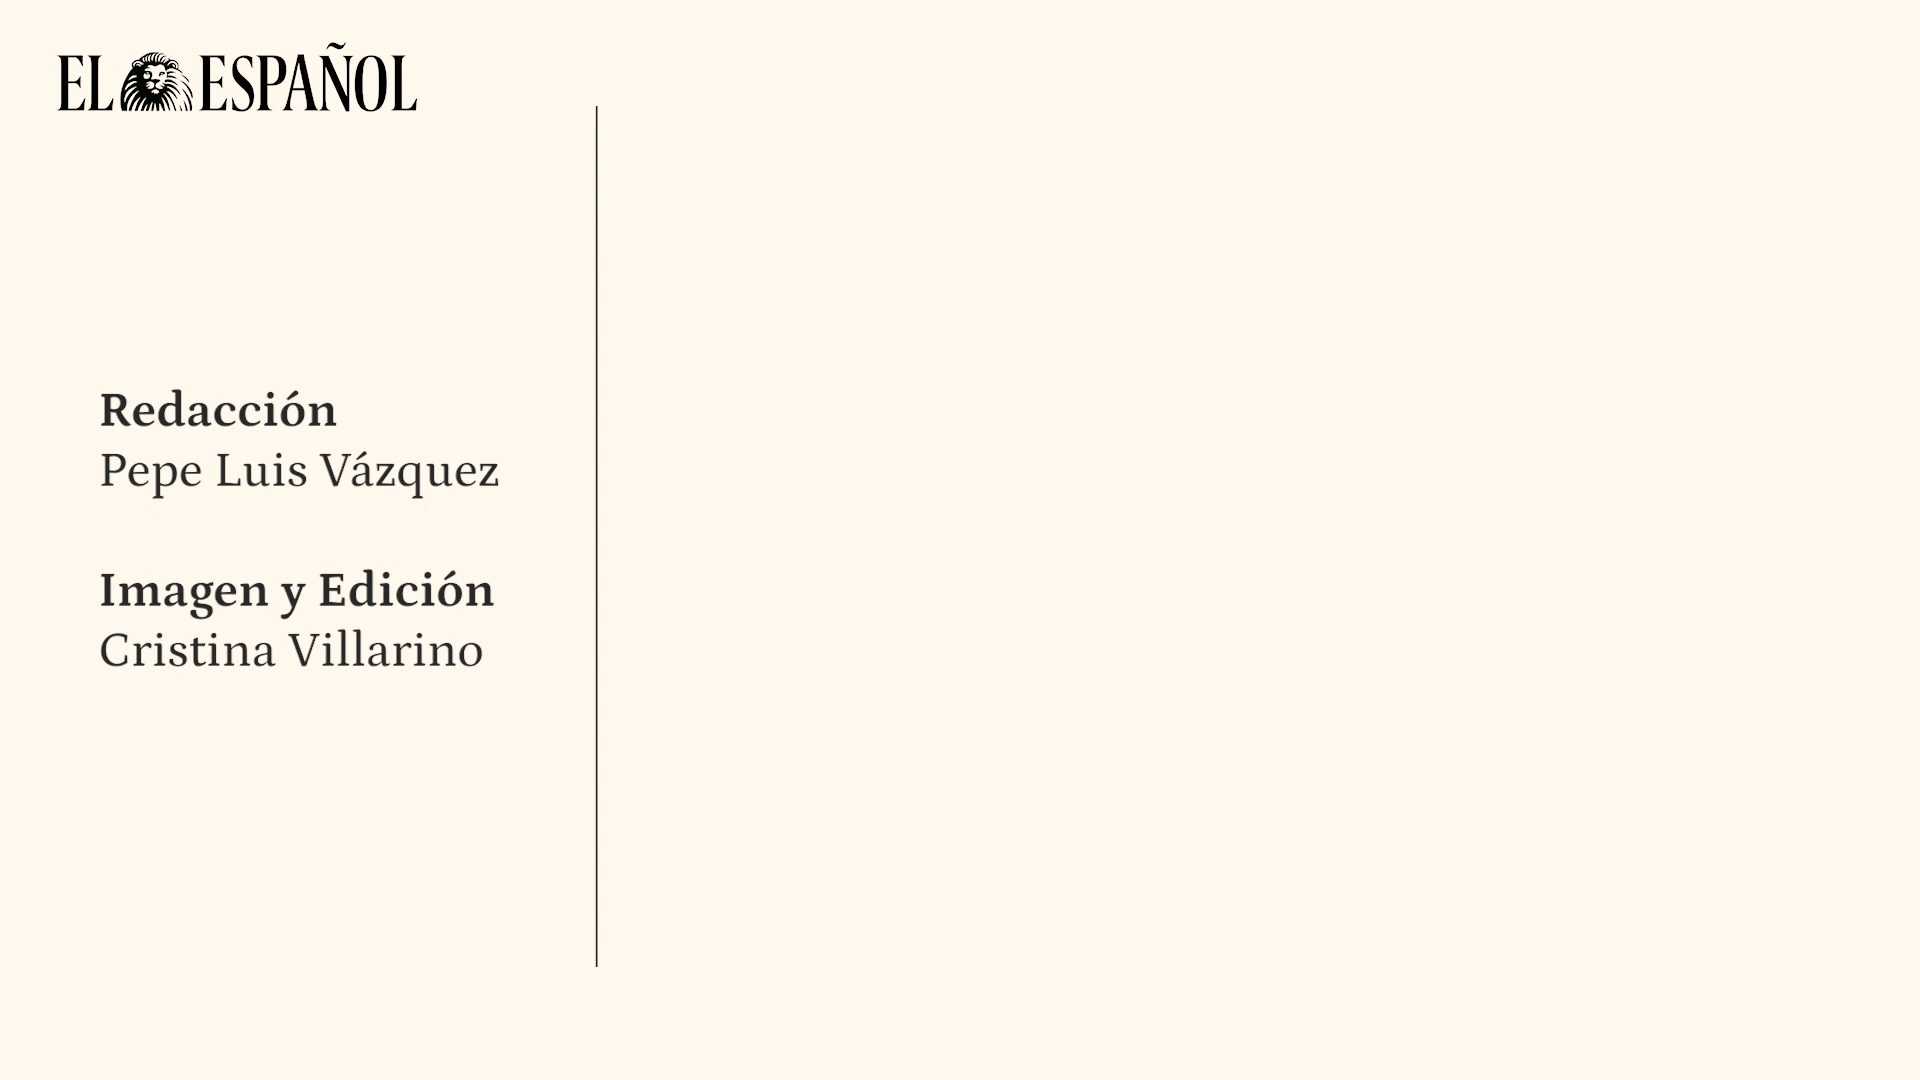 EL ESPAÑOL
Redacción
Pepe Luis Vázquez
Imagen y Edición
Cristina Villarino